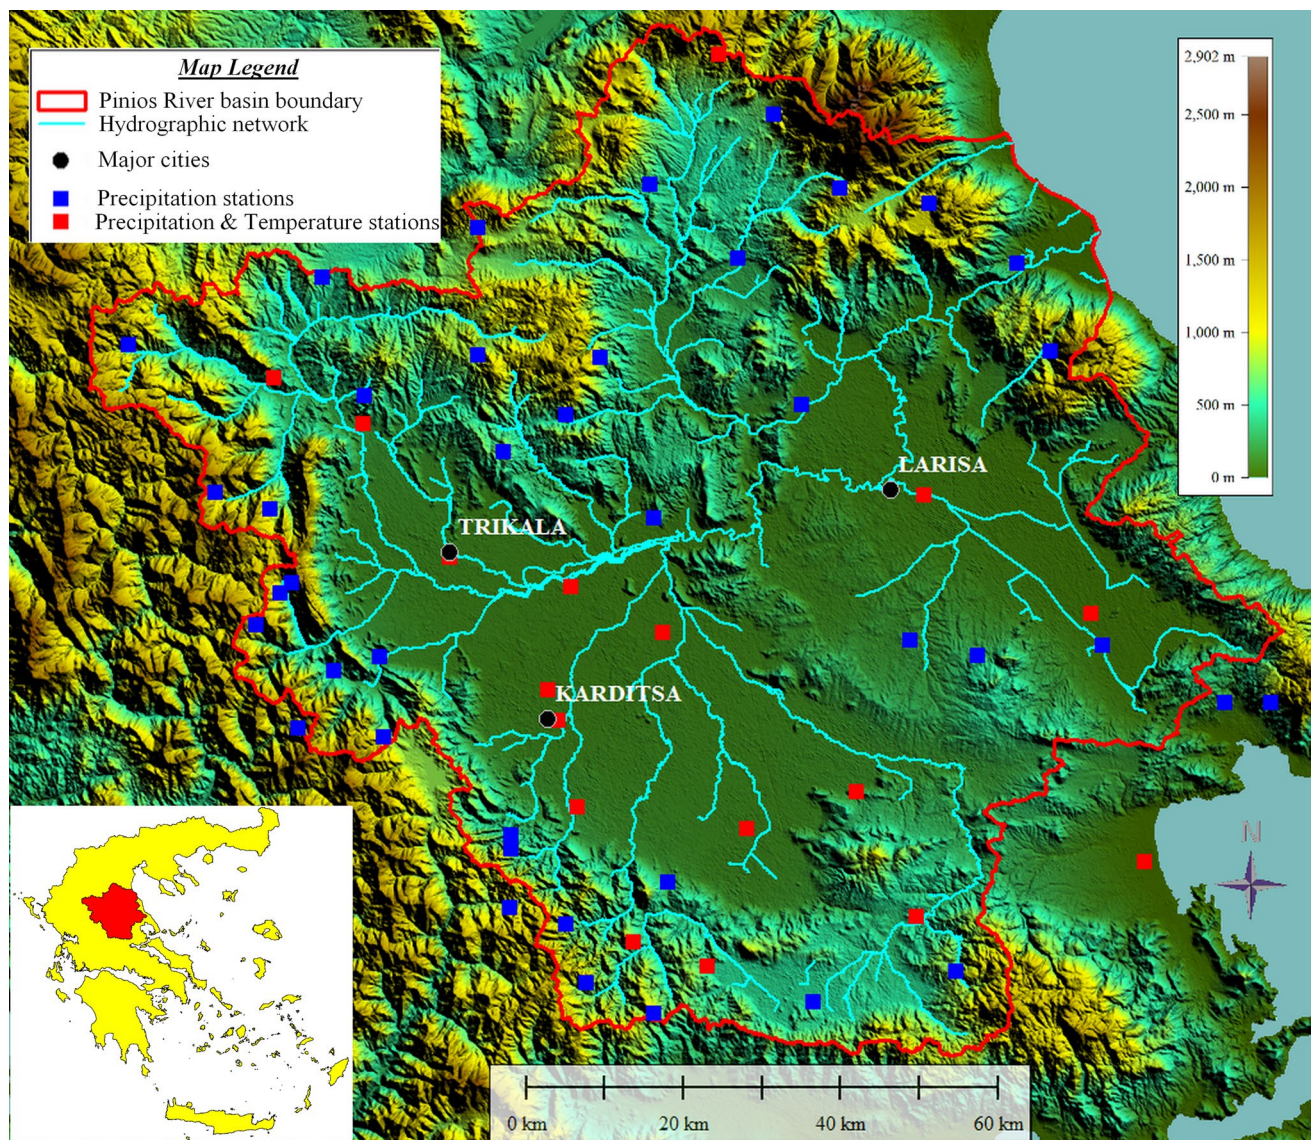 Map Legend
Pinios River basin boundary
Hydrographic network
Major cities
Precipitation stations
Precipitation & Temperature stations
2,902 m
2,500 m
2,000 m
1,500 m
1,000 m
500 m
0 m
LARISA
TRIKALA
KARDITSA
N
0 km 20 km 40 km 60 km